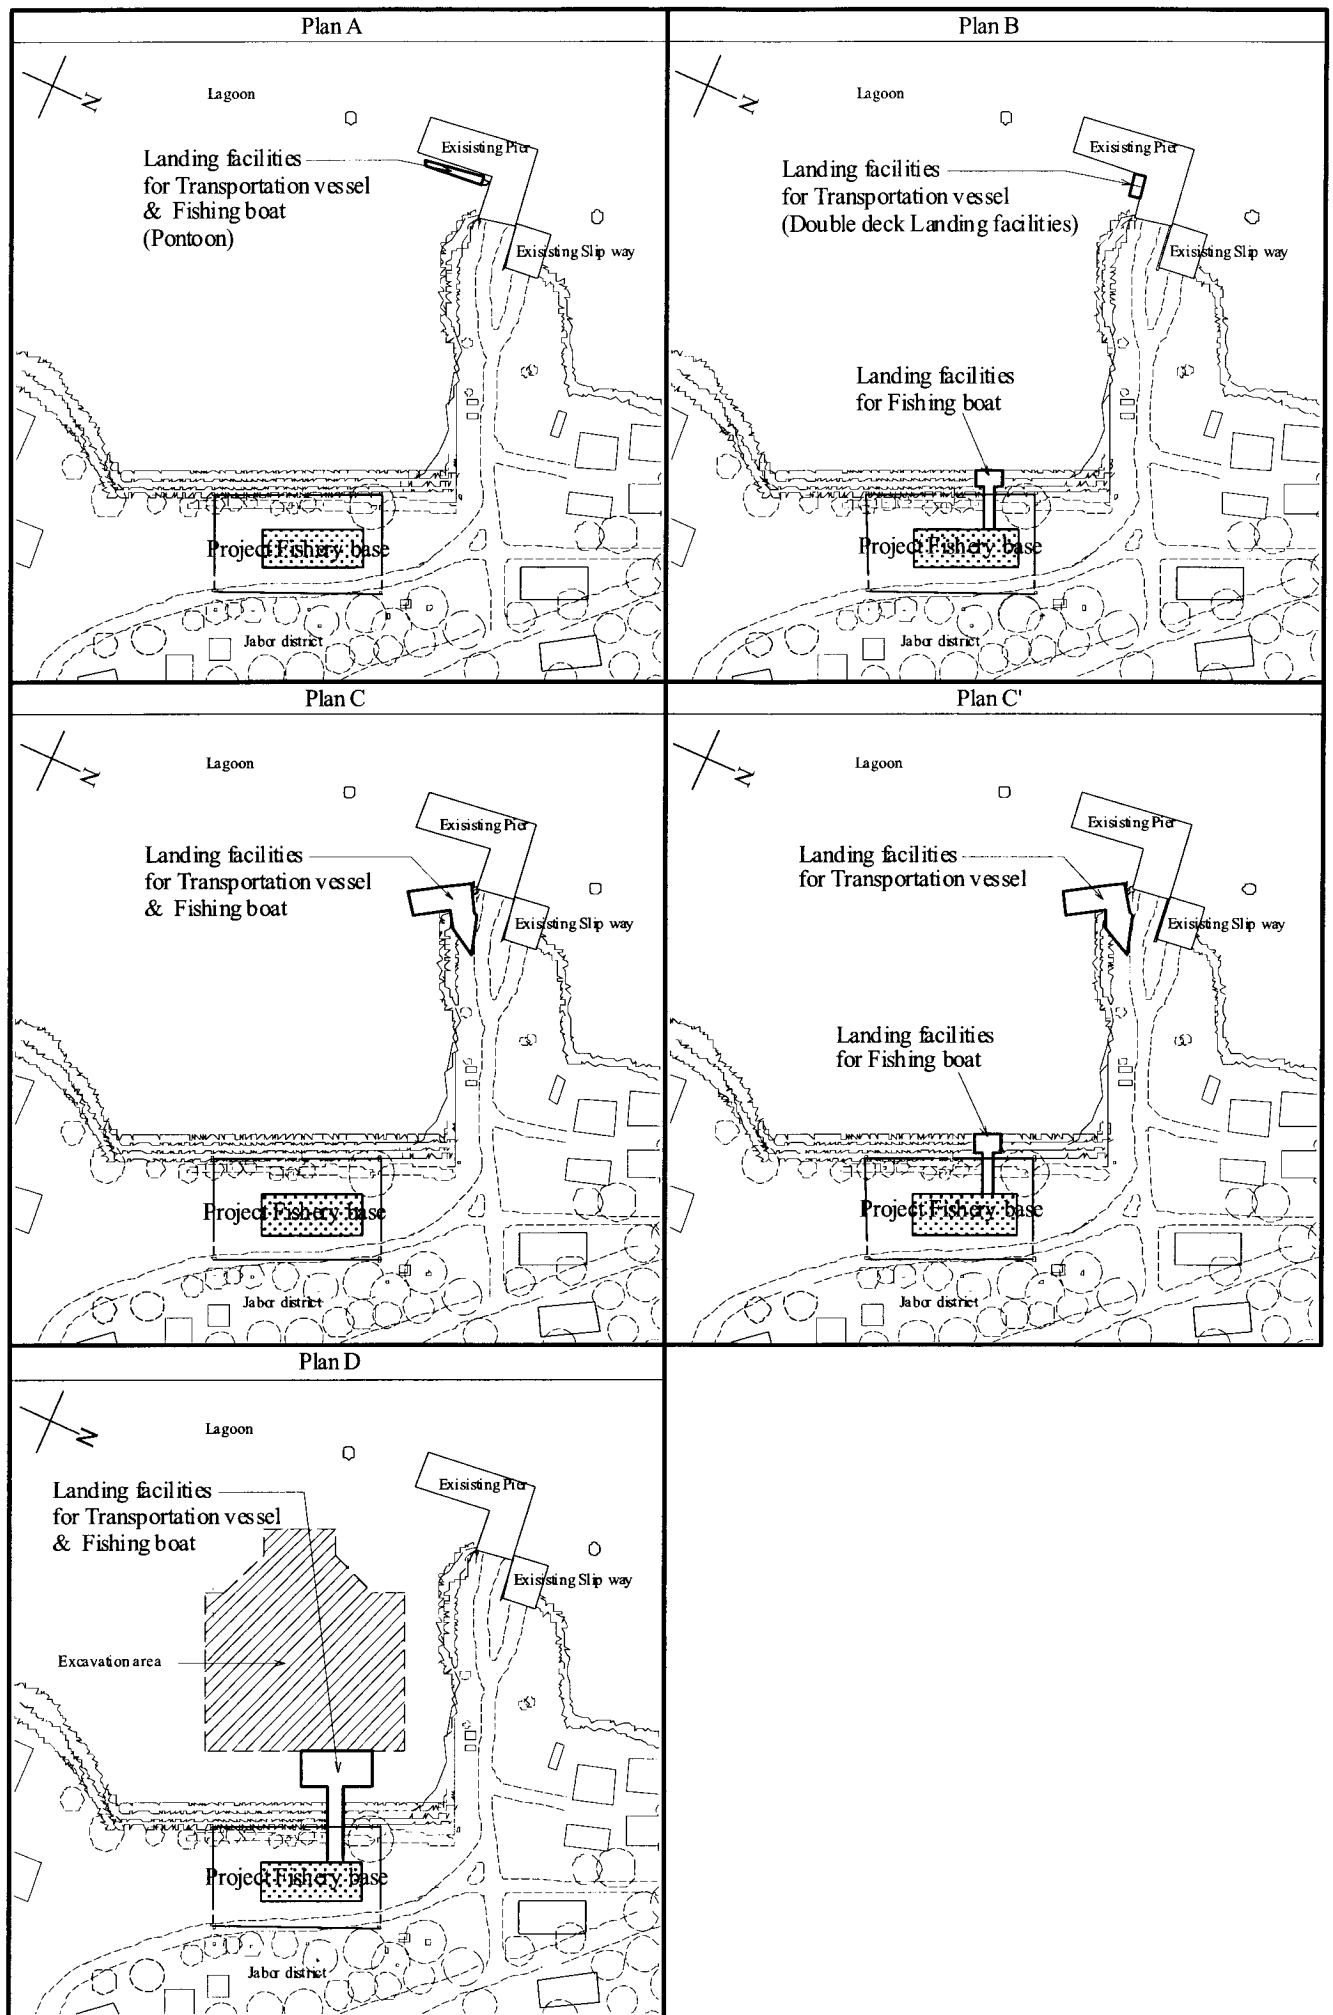 Plan A
N
Lagoon
Exisisting Pier
Landing facilities
for Transportation vessel
& Fishing boat
(Pontoon)
Exisisting Slip way
Project Fishery base
Jabor district
Plan B
N
Lagoon
Exisisting Pier
Landing facilities
for Transportation vessel
(Double deck Landing facilities)
Exisisting Slip way
Landing facilities
for Fishing boat
Project Fishery base
Jabor district
Plan C
N
Lagoon
Exisisting Pier
Landing facilities
for Transportation vessel
& Fishing boat
Exisisting Slip way
Project Fishery base
Jabor district
Plan C'
N
Lagoon
Exisisting Pier
Landing facilities
for Transportation vessel
Exisisting Slip way
Landing facilities
for Fishing boat
Project Fishery base
Jabor district
Plan D
N
Lagoon
Exisisting Pier
Landing facilities
for Transportation vessel
& Fishing boat
Exisisting Slip way
Excavation area
Project Fishery base
Jabor district